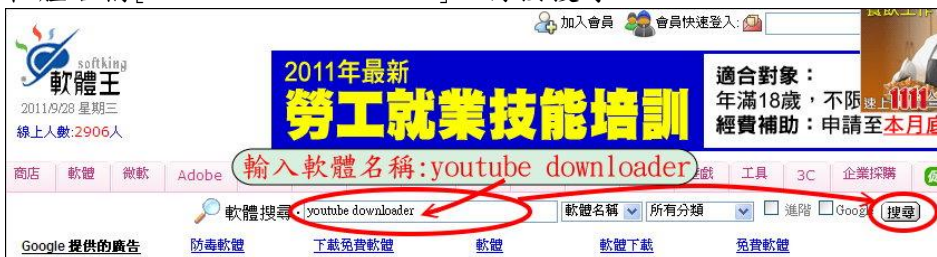 加入會員 會員快速登入:
softking
軟體王
2011/9/28 星期三
線上人數:2906人
2011年最新
勞工就業技能培訓
適合對象：
年滿18歲，不限
經費補助：申請至本月底
速上1111
商店 軟體 微軟 Adobe 工具 3C 企業採購
輸入軟體名稱:youtube downloader
軟體搜尋: youtube downloader 軟體名稱 所有分類 進階 Google 搜尋
Google 提供的廣告 防毒軟體 下載免費軟體 軟體 軟體下載 免費軟體